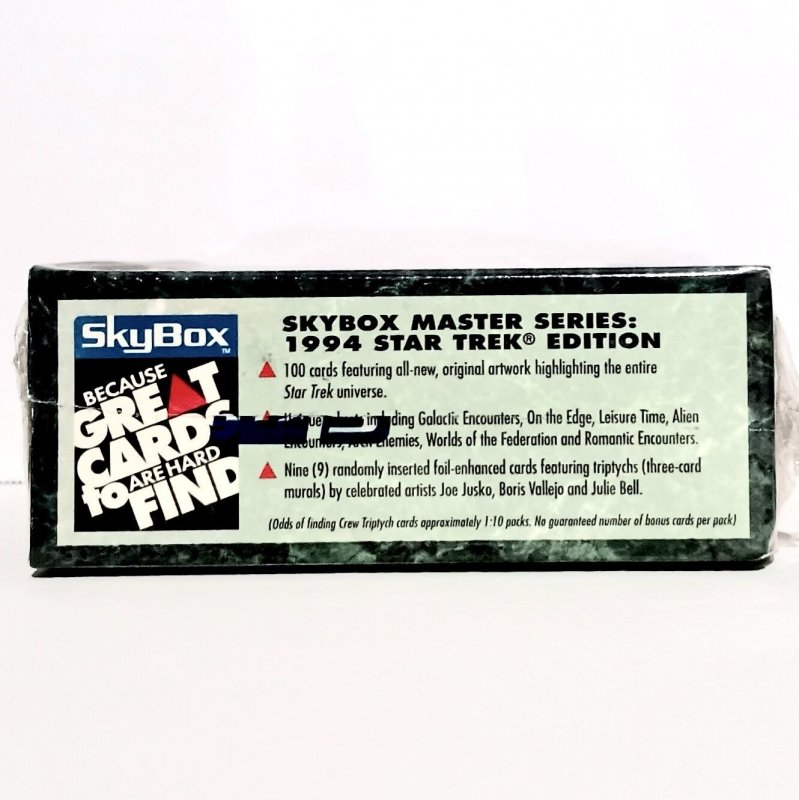 SkyBox™
BECAUSE
GREAT
CARDS
ARE HARD
to FIND
SKYBOX MASTER SERIES:
1994 STAR TREK® EDITION
100 cards featuring all-new, original artwork highlighting the entire
Star Trek universe.
including Galactic Encounters, On the Edge, Leisure Time, Alien
Encounters, Arch Enemies, Worlds of the Federation and Romantic Encounters.
Nine (9) randomly inserted foil-enhanced cards featuring triptychs (three-card
murals) by celebrated artists Joe Jusko, Boris Vallejo and Julie Bell.
(Odds of finding Crew Triptych cards approximately 1:10 packs. No guaranteed number of bonus cards per pack)